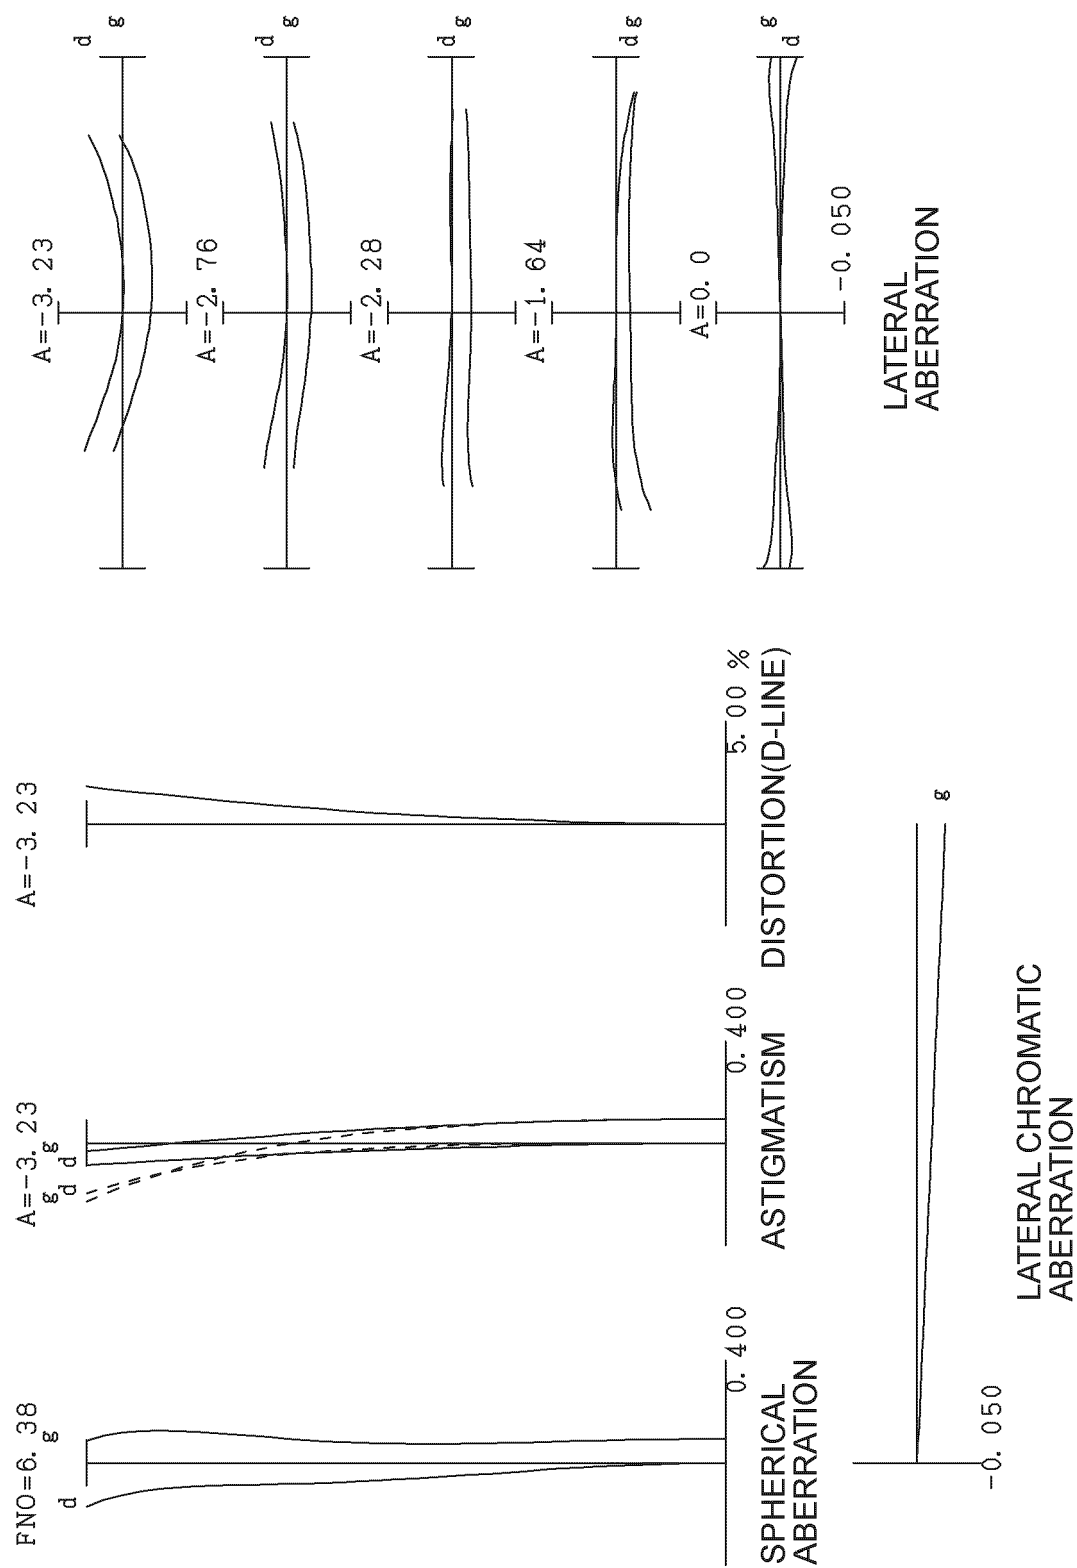 FNO=6. 38
d
g
0. 400
SPHERICAL
ABERRATION
A=-3. 23
g
d
d
g
0. 400
ASTIGMATISM
A=-3. 23
5. 00 %
DISTORTION(D-LINE)
-0. 050
g
LATERAL CHROMATIC
ABERRATION
A=-3. 23
d
g
A=-2. 76
d
g
A=-2. 28
d
g
A=-1. 64
d
g
A=0. 0
g
d
-0. 050
LATERAL
ABERRATION